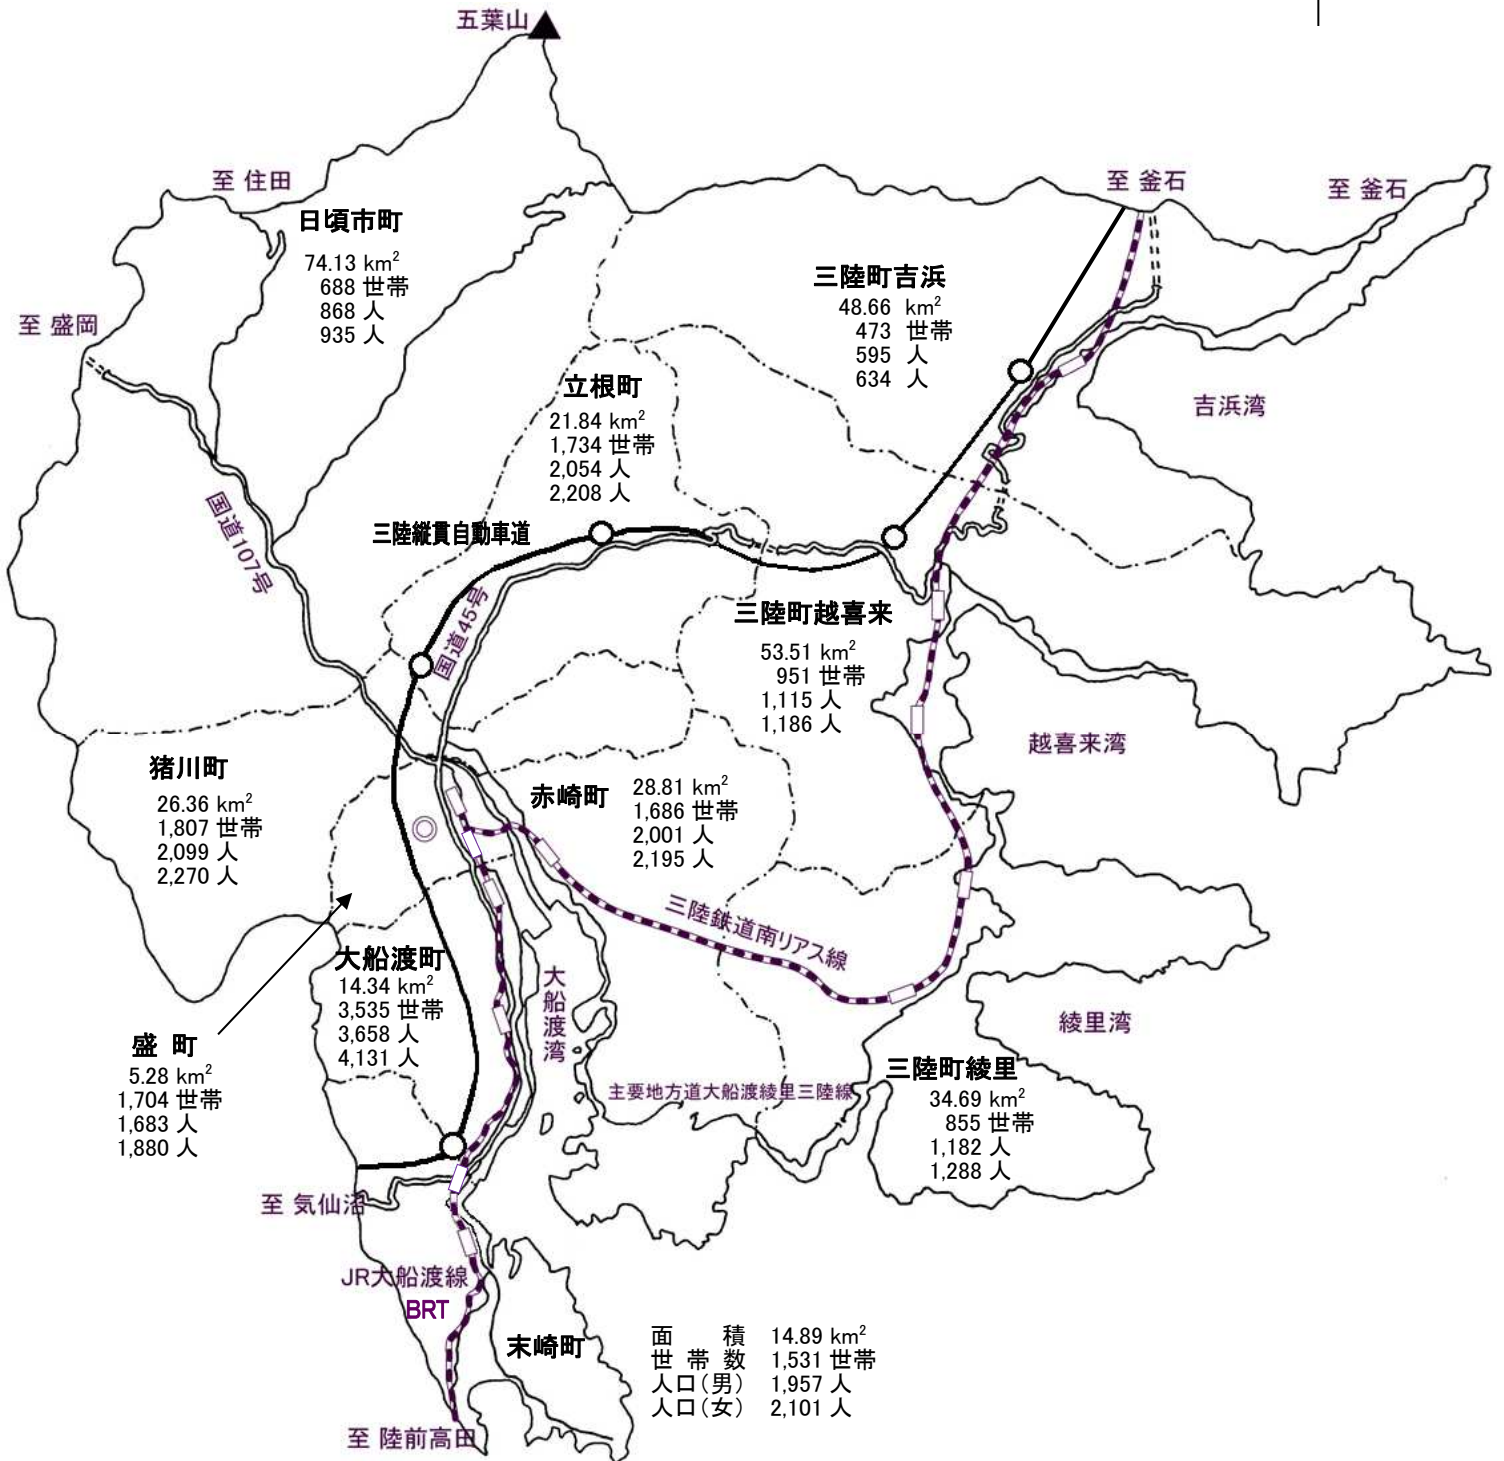 五葉山
至 住田
至 釜石
至 釜石
日頃市町
74.13 km²
688 世帯
868 人
935 人
三陸町吉浜
48.66 km²
473 世帯
595 人
634 人
至 盛岡
立根町
21.84 km²
1,734 世帯
2,054 人
2,208 人
吉浜湾
国道107号
三陸縦貫自動車道
国道45号
三陸町越喜来
53.51 km²
951 世帯
1,115 人
1,186 人
越喜来湾
猪川町
26.36 km²
1,807 世帯
2,099 人
2,270 人
赤崎町
28.81 km²
1,686 世帯
2,001 人
2,195 人
三陸鉄道南リアス線
大船渡町
14.34 km²
3,535 世帯
3,658 人
4,131 人
大船渡湾
綾里湾
盛 町
5.28 km²
1,704 世帯
1,683 人
1,880 人
主要地方道大船渡綾里三陸線
三陸町綾里
34.69 km²
855 世帯
1,182 人
1,288 人
至 気仙沼
JR大船渡線
BRT
末崎町
面 積 14.89 km²
世 帯 数 1,531 世帯
人口(男) 1,957 人
人口(女) 2,101 人
至 陸前高田